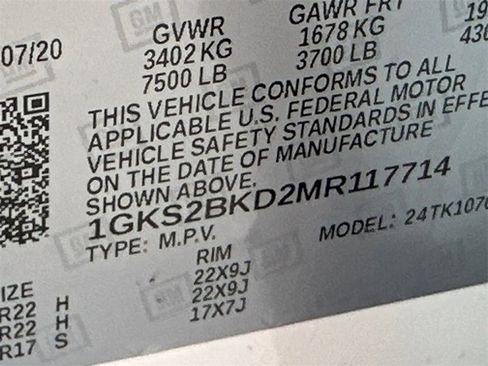 07/20
GVWR
3402 KG
7500 LB
GAWR FRT
1678 KG
3700 LB
THIS VEHICLE CONFORMS TO ALL
APPLICABLE U.S. FEDERAL MOTOR
VEHICLE SAFETY STANDARDS IN EFFE
ON THE DATE OF MANUFACTURE
SHOWN ABOVE.
1GKS2BKD2MR117714
TYPE: M.P.V.
MODEL: 24TK1070
IZE
RIM
R22 H
22X9J
R22 H
22X9J
R17 S
17X7J
GM